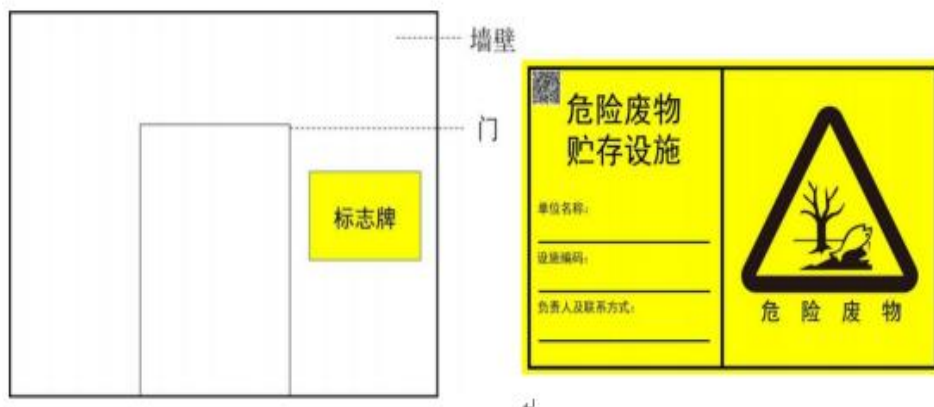 墙壁
门
标志牌
危险废物
贮存设施
单位名称：
设施编码：
负责人及联系方式：
危险废物